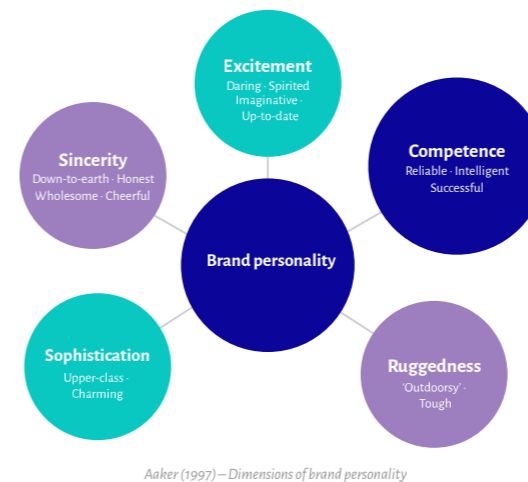 Excitement
Daring · Spirited
Imaginative ·
Up-to-date
Sincerity
Down-to-earth · Honest
Wholesome · Cheerful
Competence
Reliable · Intelligent
Successful
Brand personality
Sophistication
Upper-class ·
Charming
Ruggedness
‘Outdoorsy’ ·
Tough
Aaker (1997) – Dimensions of brand personality